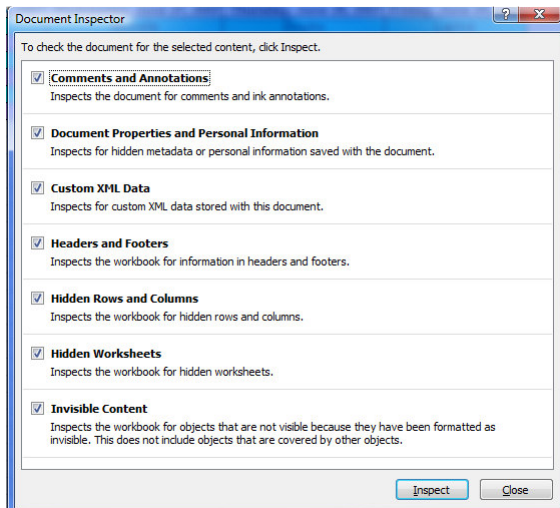 Document Inspector
To check the document for the selected content, click Inspect.
Comments and Annotations
Inspects the document for comments and ink annotations.
Document Properties and Personal Information
Inspects for hidden metadata or personal information saved with the document.
Custom XML Data
Inspects for custom XML data stored with this document.
Headers and Footers
Inspects the workbook for information in headers and footers.
Hidden Rows and Columns
Inspects the workbook for hidden rows and columns.
Hidden Worksheets
Inspects the workbook for hidden worksheets.
Invisible Content
Inspects the workbook for objects that are not visible because they have been formatted as
invisible. This does not include objects that are covered by other objects.
Inspect Close